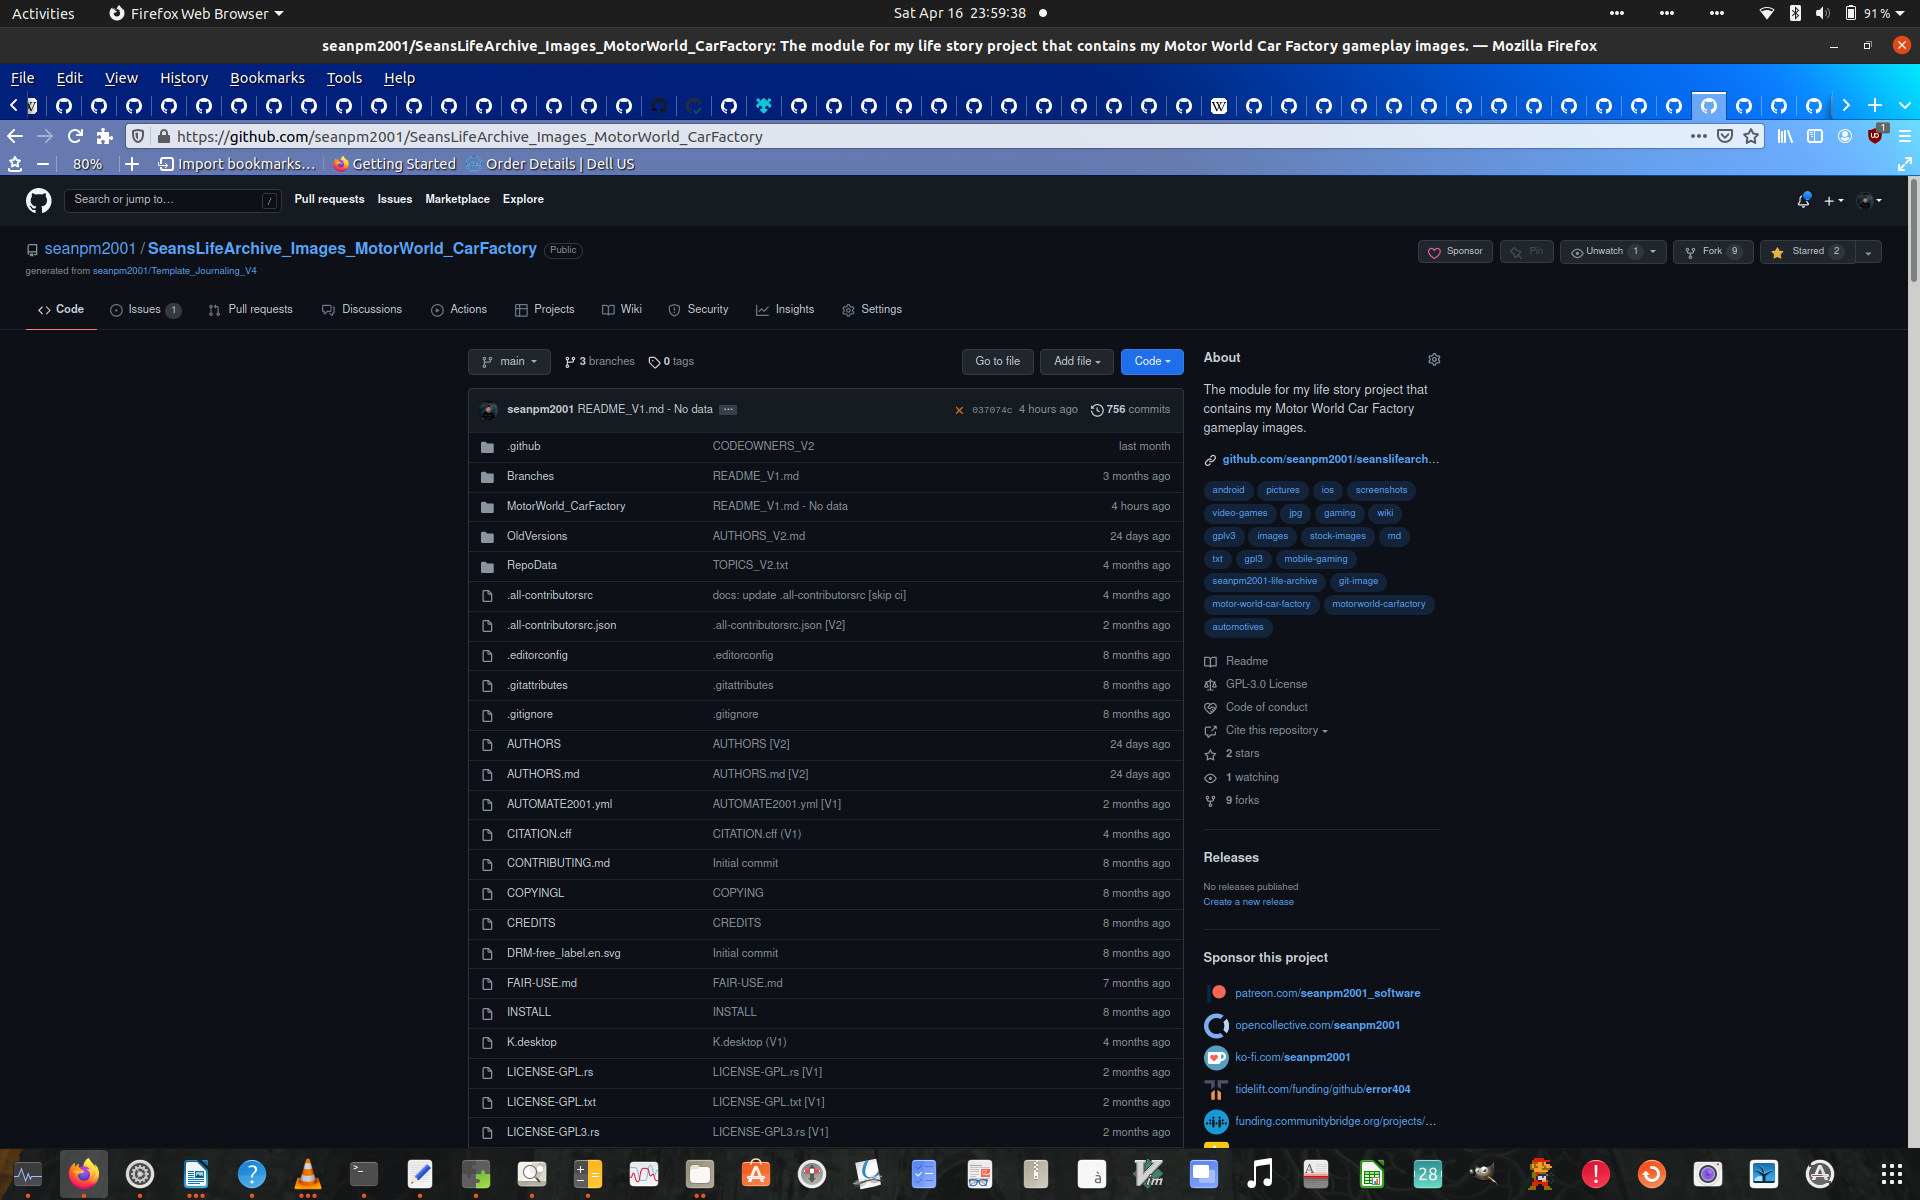 Activities Firefox Web Browser Sat Apr 16 23:59:38 91%
seanpm2001/SeansLifeArchive_Images_MotorWorld_CarFactory: The module for my life story project that contains my Motor World Car Factory gameplay images. — Mozilla Firefox
File Edit View History Bookmarks Tools Help
https://github.com/seanpm2001/SeansLifeArchive_Images_MotorWorld_CarFactory
80% Import bookmarks... Getting Started Order Details | Dell US
Search or jump to... / Pull requests Issues Marketplace Explore
seanpm2001 / SeansLifeArchive_Images_MotorWorld_CarFactory Public
generated from seanpm2001/Template_Journaling_V4
Sponsor Pin Unwatch 1 Fork 9 Starred 2
Code Issues 1 Pull requests Discussions Actions Projects Wiki Security Insights Settings
main 3 branches 0 tags Go to file Add file Code
seanpm2001 README_V1.md - No data 037074c 4 hours ago 756 commits
.github CODEOWNERS_V2 last month
Branches README_V1.md 3 months ago
MotorWorld_CarFactory README_V1.md - No data 4 hours ago
OldVersions AUTHORS_V2.md 24 days ago
RepoData TOPICS_V2.txt 4 months ago
.all-contributorsrc docs: update .all-contributorsrc [skip ci] 4 months ago
.all-contributorsrc.json .all-contributorsrc.json [V2] 2 months ago
.editorconfig .editorconfig 8 months ago
.gitattributes .gitattributes 8 months ago
.gitignore .gitignore 8 months ago
AUTHORS AUTHORS [V2] 24 days ago
AUTHORS.md AUTHORS.md [V2] 24 days ago
AUTOMATE2001.yml AUTOMATE2001.yml [V1] 2 months ago
CITATION.cff CITATION.cff (V1) 4 months ago
CONTRIBUTING.md Initial commit 8 months ago
COPYINGL COPYING 8 months ago
CREDITS CREDITS 8 months ago
DRM-free_label.en.svg Initial commit 8 months ago
FAIR-USE.md FAIR-USE.md 7 months ago
INSTALL INSTALL 8 months ago
K.desktop K.desktop (V1) 4 months ago
LICENSE-GPL.rs LICENSE-GPL.rs [V1] 2 months ago
LICENSE-GPL.txt LICENSE-GPL.txt [V1] 2 months ago
LICENSE-GPL3.rs LICENSE-GPL3.rs [V1] 2 months ago
About
The module for my life story project that
contains my Motor World Car Factory
gameplay images.
github.com/seanpm2001/seanslifearch...
android pictures ios screenshots
video-games jpg gaming wiki
gplv3 images stock-images md
txt gpl3 mobile-gaming
seanpm2001-life-archive git-image
motor-world-car-factory motorworld-carfactory
automotives
Readme
GPL-3.0 License
Code of conduct
Cite this repository
2 stars
1 watching
9 forks
Releases
No releases published
Create a new release
Sponsor this project
patreon.com/seanpm2001_software
opencollective.com/seanpm2001
ko-fi.com/seanpm2001
tidelift.com/funding/github/error404
funding.communitybridge.org/projects/...
28